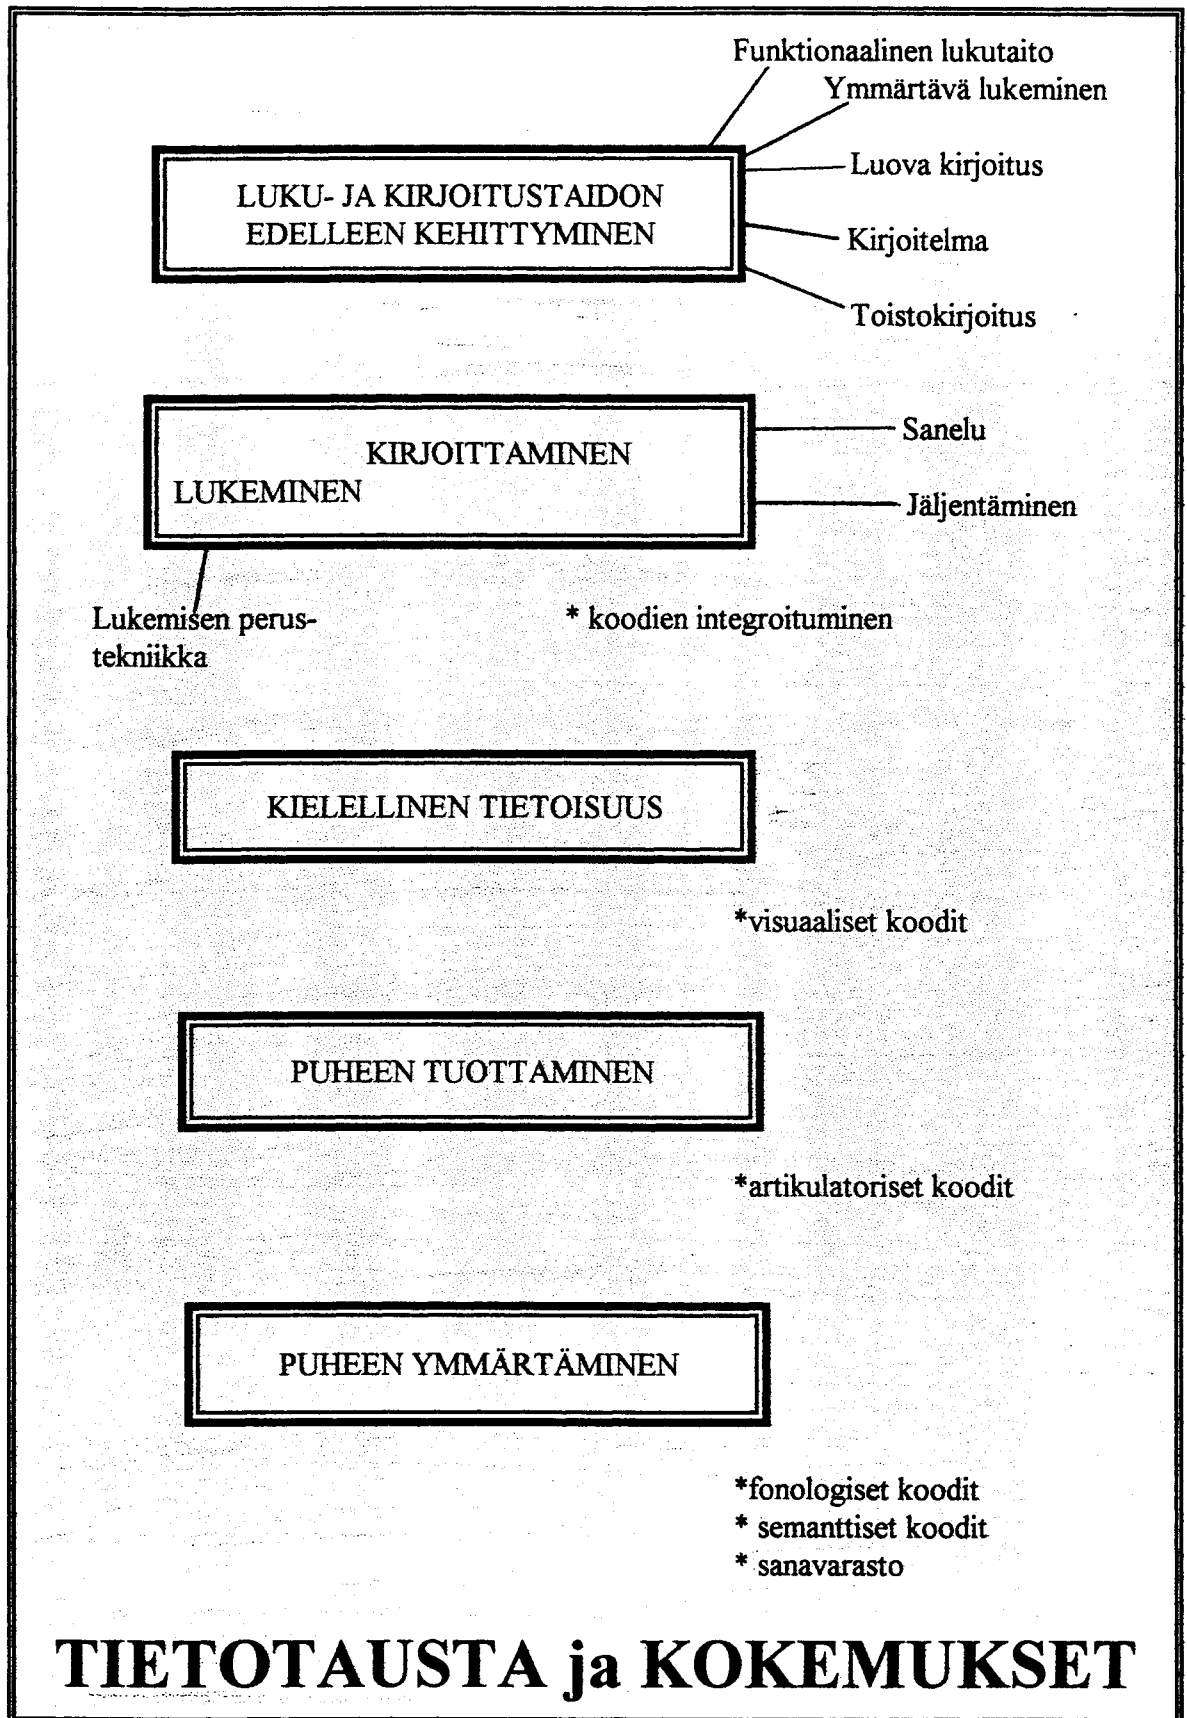 Funktionaalinen lukutaito
Ymmärtävä lukeminen
Luova kirjoitus
LUKU- JA KIRJOITUSTAIDON
EDELLEEN KEHITTYMINEN
Kirjoitelma
Toistokirjoitus
Sanelu
KIRJOITTAMINEN
LUKEMINEN
Jäljentäminen
Lukemisen perus-
tekniikka
* koodien integroituminen
KIELELLINEN TIETOISUUS
*visuaaliset koodit
PUHEEN TUOTTAMINEN
*artikulatoriset koodit
PUHEEN YMMÄRTÄMINEN
*fonologiset koodit
* semanttiset koodit
* sanavarasto
TIETOTAUSTA ja KOKEMUKSET